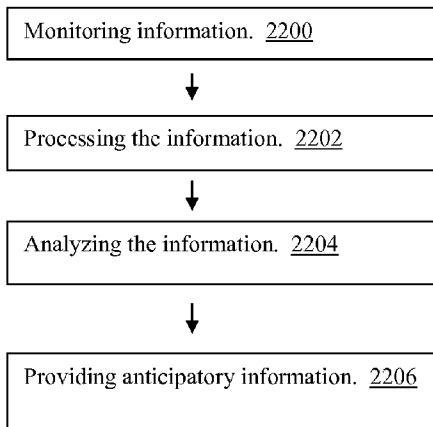 Monitoring information. 2200
Processing the information. 2202
Analyzing the information. 2204
Providing anticipatory information. 2206